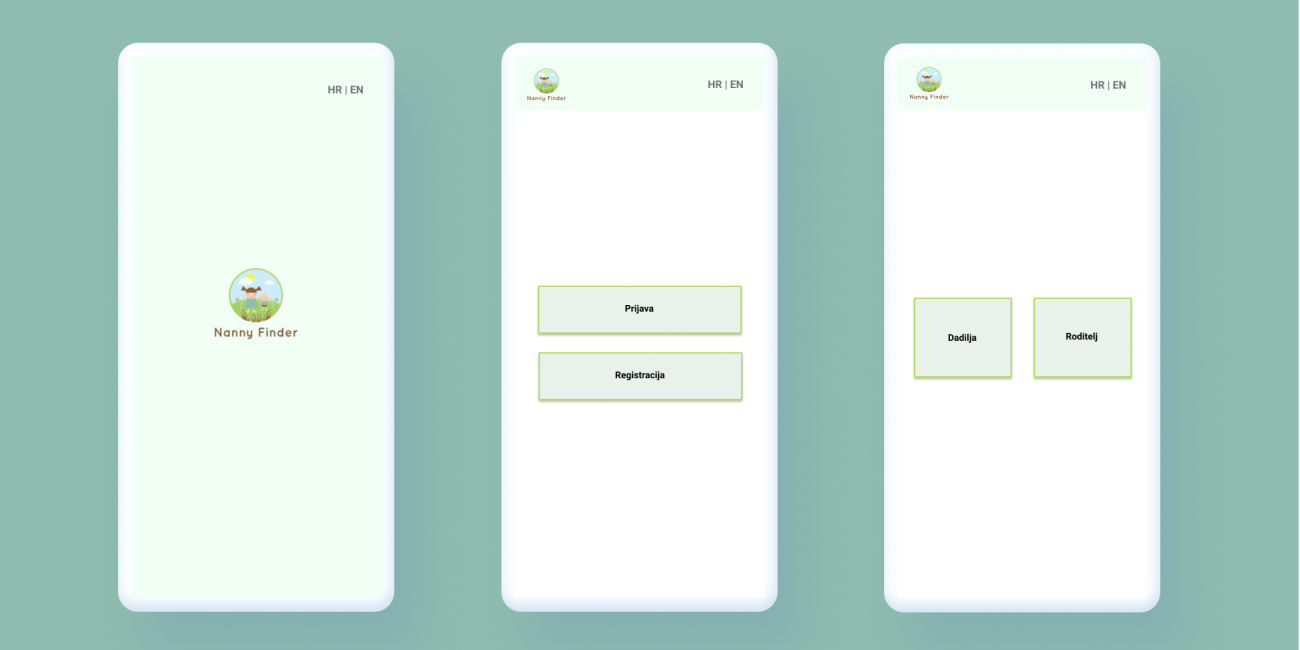 HR | EN
Nanny Finder
Nanny Finder
HR | EN
Prijava
Registracija
Nanny Finder
HR | EN
Dadilja
Roditelj